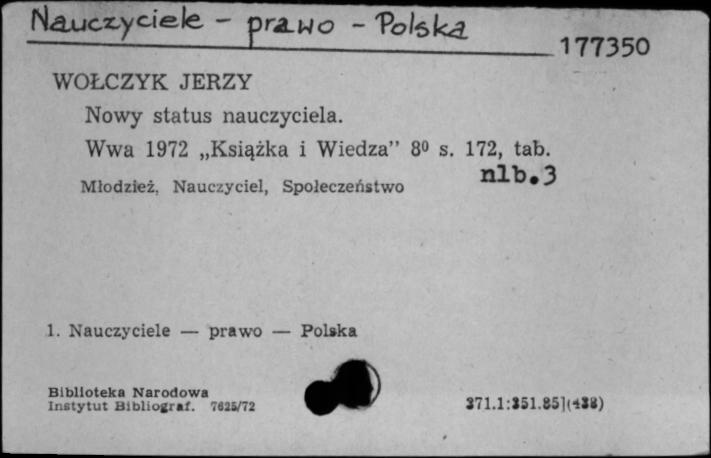 Nauczyciele - prawo - Polska
177350
WOŁCZYK JERZY
Nowy status nauczyciela.
Wwa 1972 „Książka i Wiedza” 8⁰ s. 172, tab.
nlb.3
Młodzież, Nauczyciel, Społeczeństwo
1. Nauczyciele — prawo — Polska
Biblioteka Narodowa
Instytut Bibliograf. 7625/72
371.1:351.85](438)